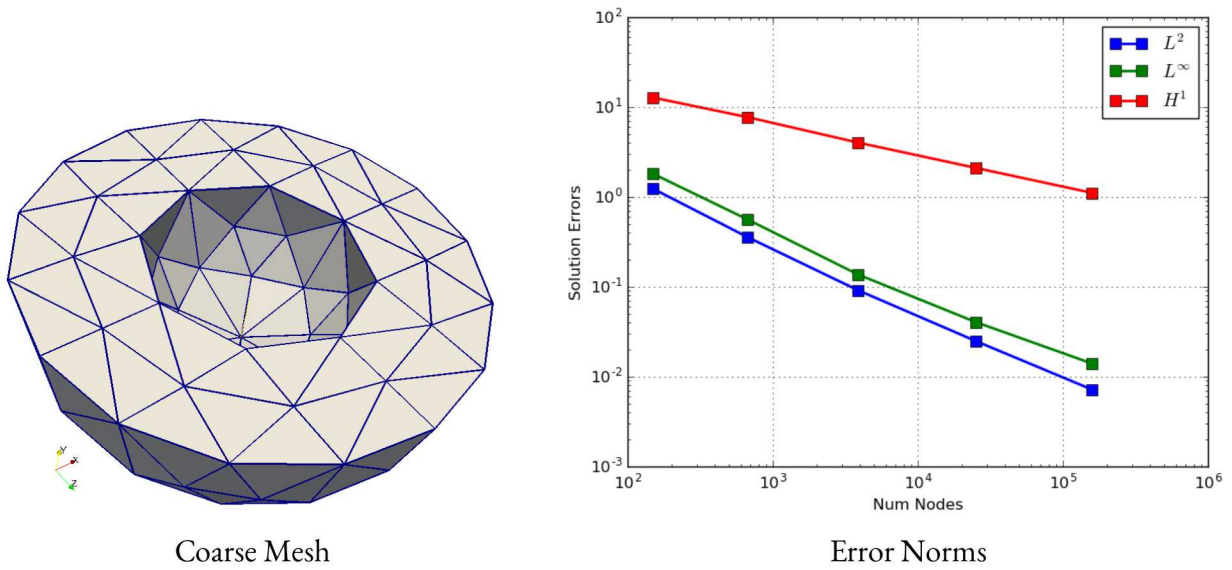 Y
X
Z
Coarse Mesh
10^2
10^1
10^0
10^-1
10^-2
10^-3
Solution Errors
L^2
L^∞
H^1
10^2 10^3 10^4 10^5 10^6
Num Nodes
Error Norms